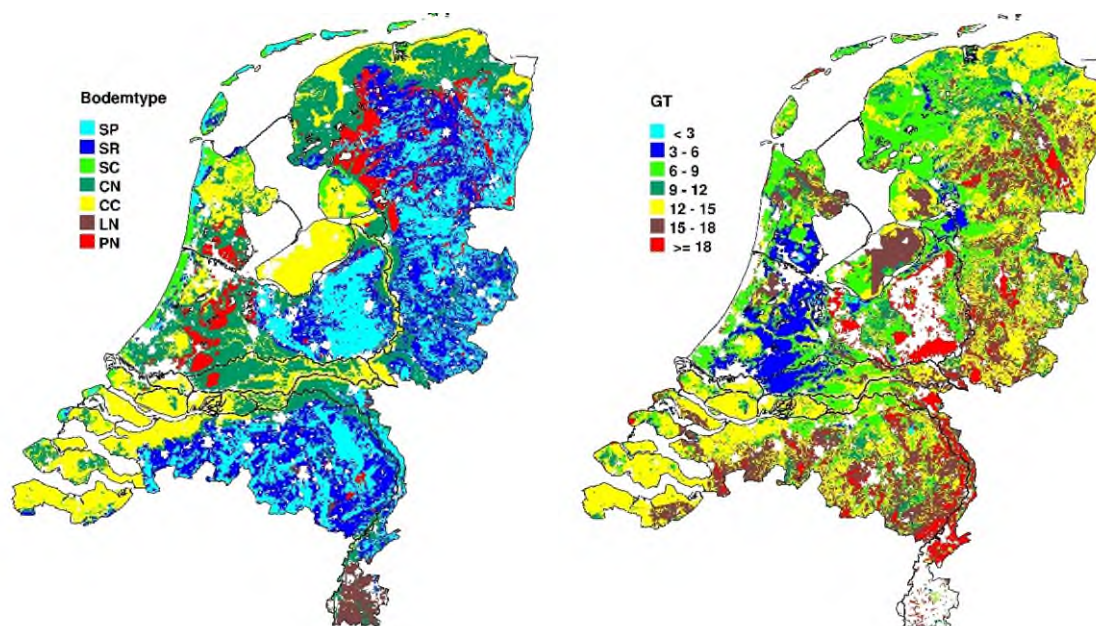 Bodemtype
SP
SR
SC
CN
CC
LN
PN
GT
< 3
3 - 6
6 - 9
9 - 12
12 - 15
15 - 18
>= 18